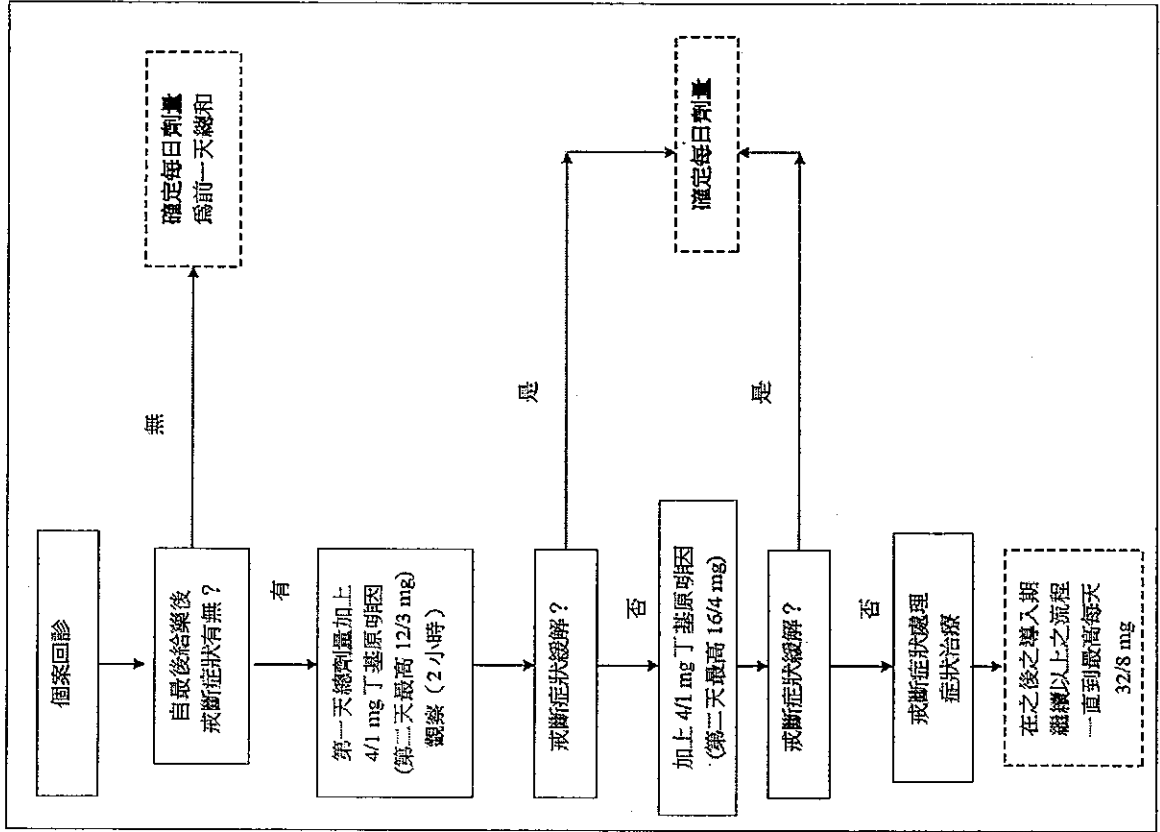 個案回診
自最後給藥後
戒斷症狀有無？
無
確定每日劑量
為前一天總和
有
第一天總劑量加上
4/1 mg 丁基原啡因
(第二天最高 12/3 mg)
觀察（2 小時）
戒斷症狀緩解？
是
確定每日劑量
否
加上 4/1 mg 丁基原啡因
(第二天最高 16/4 mg)
戒斷症狀緩解？
是
否
戒斷症狀處理
症狀治療
在之後之導入期
繼續以上之流程
一直到最高每天
32/8 mg